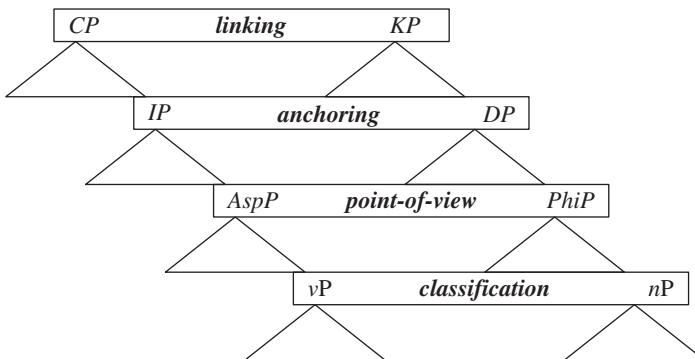 CP linking KP
IP anchoring DP
AspP point-of-view PhiP
vP classification nP